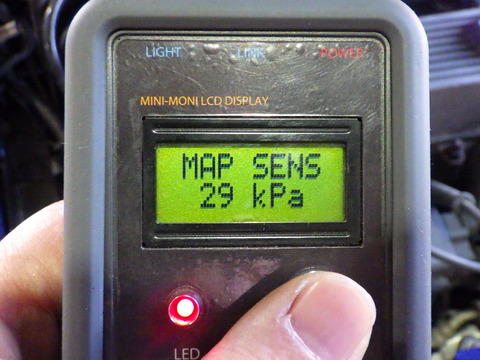 LIGHT LINK POWER
MINI-MONI LCD DISPLAY
MAP SENS
29 kPa
LED